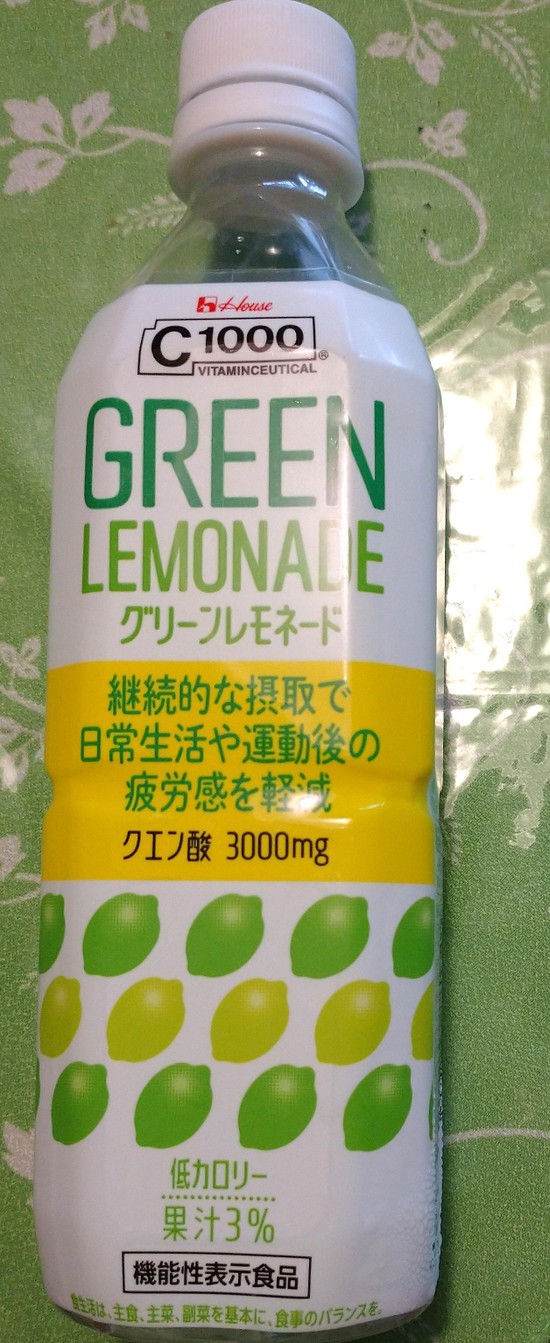 House
C1000
VITAMINCEUTICAL®
GREEN
LEMONADE
グリーンレモネード
継続的な摂取で
日常生活や運動後の
疲労感を軽減
クエン酸 3000mg
低カロリー
果汁3%
機能性表示食品
食生活は、主食、主菜、副菜を基本に、食事のバランスを。